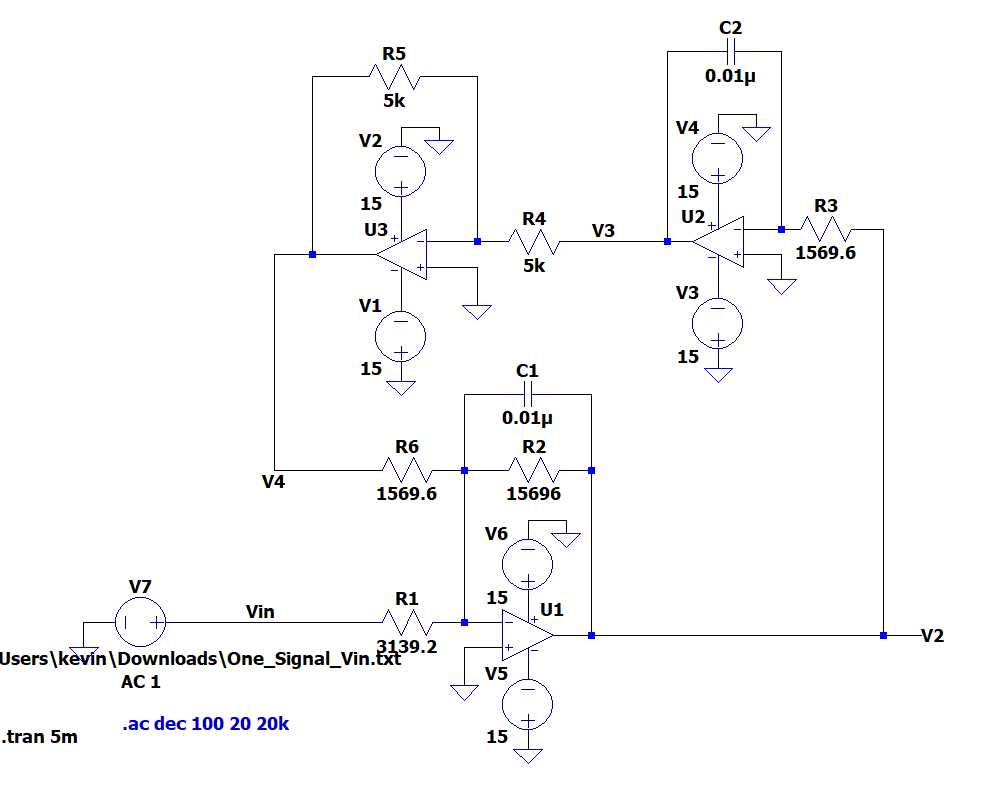 C2
0.01µ
R5
5k
V2
15
U3
V1
15
R4
5k
V3
V4
15
U2
V3
15
R3
1569.6
C1
0.01µ
R6
1569.6
R2
15696
V4
V6
15
U1
V5
15
V7
Vin
R1
3139.2
V2
Users\kevin\Downloads\One_Signal_Vin.txt
AC 1
.ac dec 100 20 20k
.tran 5m